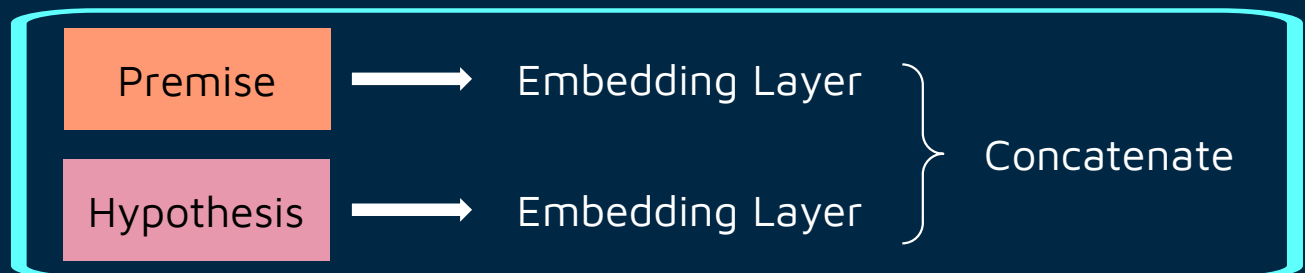 Premise
Embedding Layer
Concatenate
Hypothesis
Embedding Layer